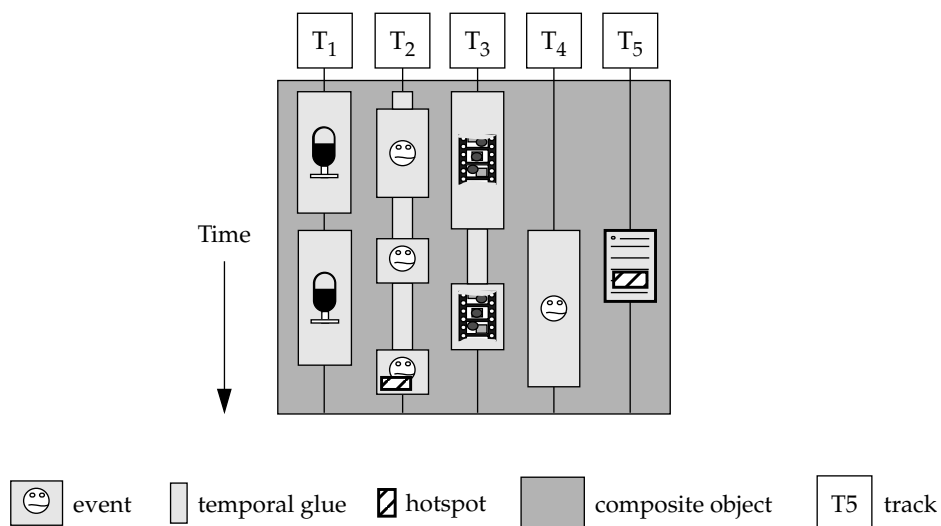 T1 T2 T3 T4 T5
Time
event temporal glue hotspot composite object T5 track